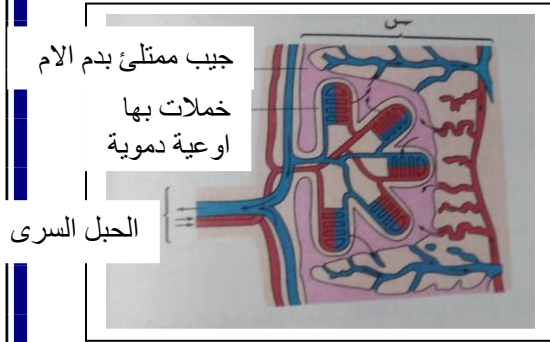 س
جيب ممتلئ بدم الام
خملات بها
اوعية دموية
الحبل السرى